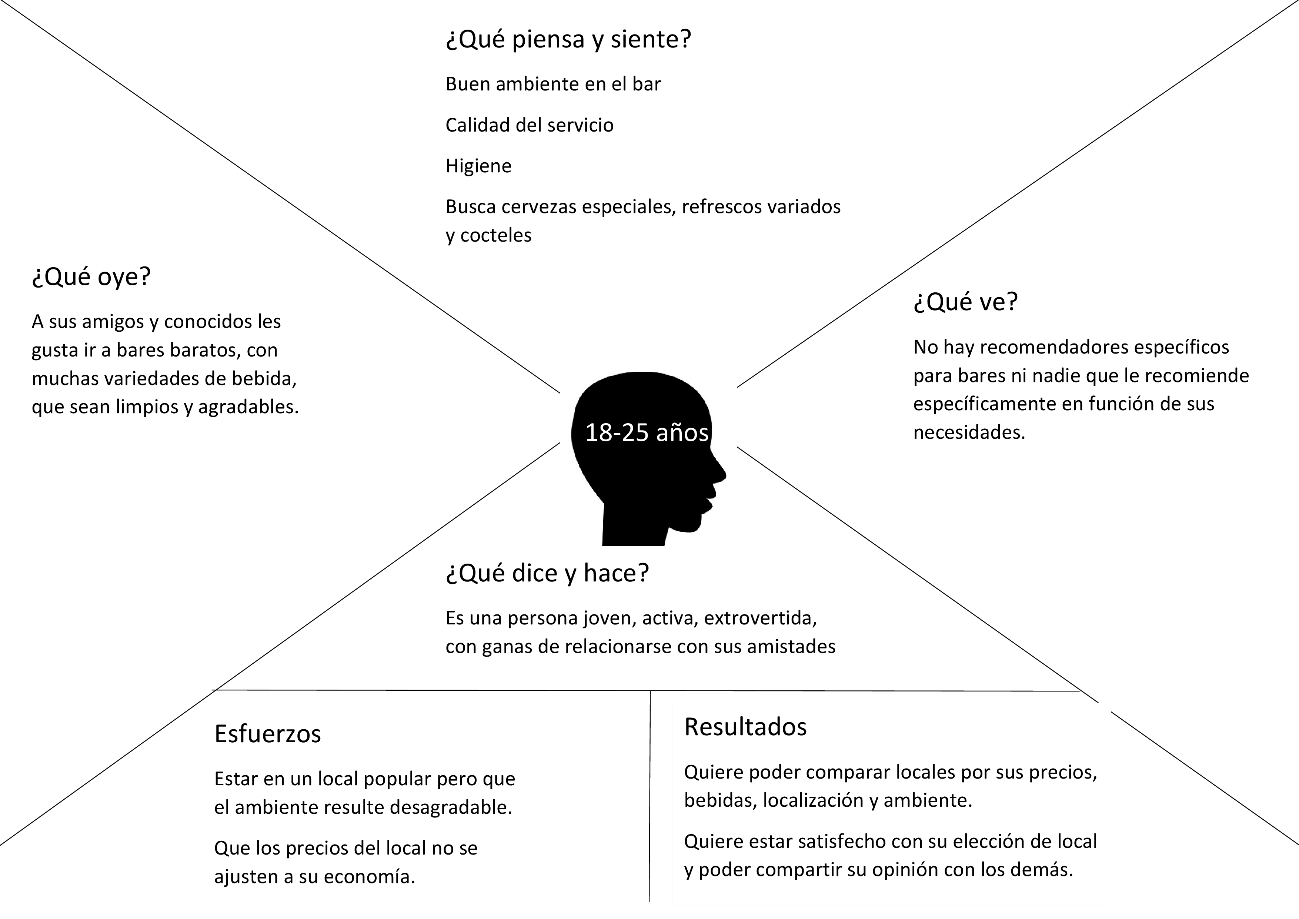 ¿Qué piensa y siente?
Buen ambiente en el bar
Calidad del servicio
Higiene
Busca cervezas especiales, refrescos variados
y cocteles
¿Qué oye?
A sus amigos y conocidos les
gusta ir a bares baratos, con
muchas variedades de bebida,
que sean limpios y agradables.
¿Qué ve?
No hay recomendadores específicos
para bares ni nadie que le recomiende
específicamente en función de sus
necesidades.
18-25 años
¿Qué dice y hace?
Es una persona joven, activa, extrovertida,
con ganas de relacionarse con sus amistades
Esfuerzos
Estar en un local popular pero que
el ambiente resulte desagradable.
Que los precios del local no se
ajusten a su economía.
Resultados
Quiere poder comparar locales por sus precios,
bebidas, localización y ambiente.
Quiere estar satisfecho con su elección de local
y poder compartir su opinión con los demás.